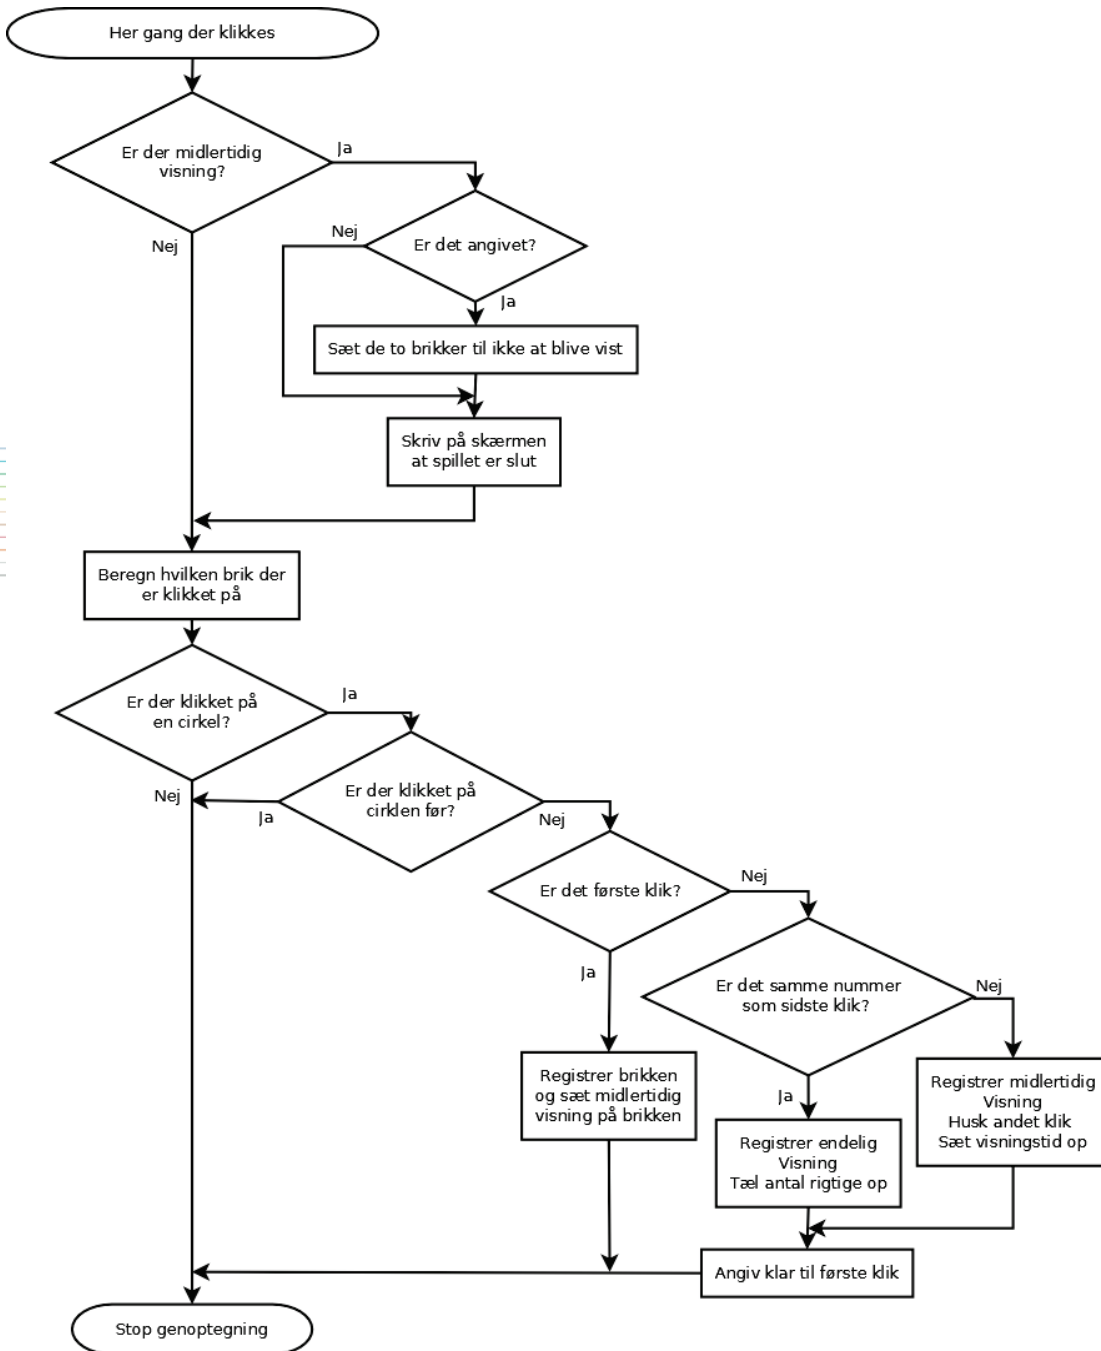 Her gang der klikkes
Er der midlertidig
visning?
Ja
Nej
Er det angivet?
Nej
Ja
Sæt de to brikker til ikke at blive vist
Skriv på skærmen
at spillet er slut
Beregn hvilken brik der
er klikket på
Er der klikket på
en cirkel?
Ja
Nej
Er der klikket på
cirklen før?
Ja
Nej
Er det første klik?
Nej
Ja
Er det samme nummer
som sidste klik?
Nej
Ja
Registrer brikken
og sæt midlertidig
visning på brikken
Registrer midlertidig
Visning
Husk andet klik
Sæt visningstid op
Registrer endelig
Visning
Tæl antal rigtige op
Angiv klar til første klik
Stop genoptegning